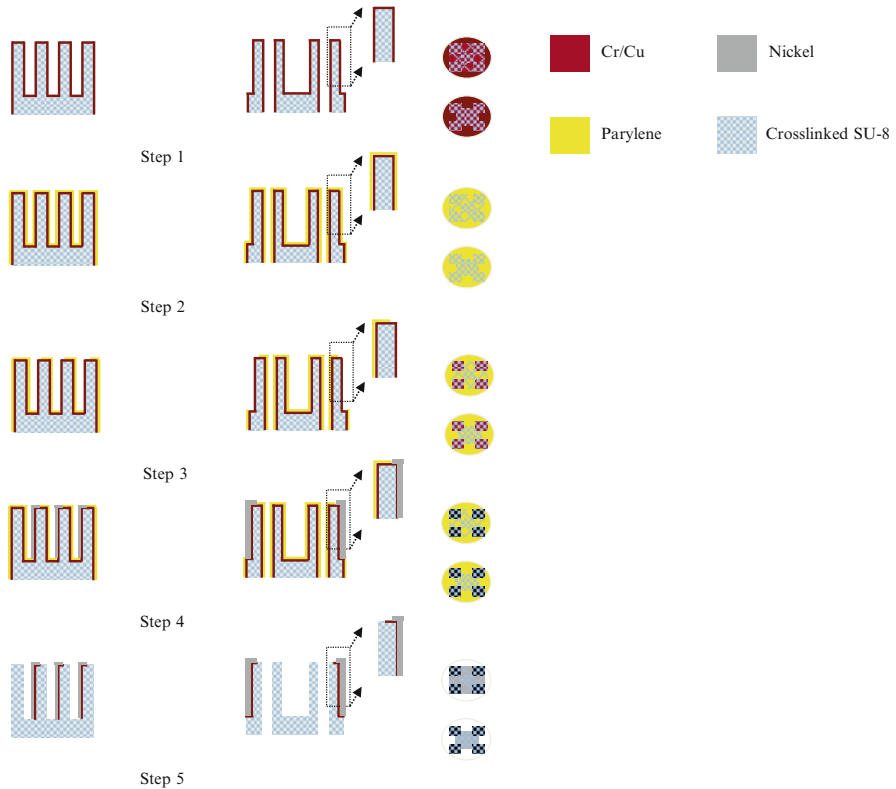 Cr/Cu
Nickel
Parylene
Crosslinked SU-8
Step 1
Step 2
Step 3
Step 4
Step 5